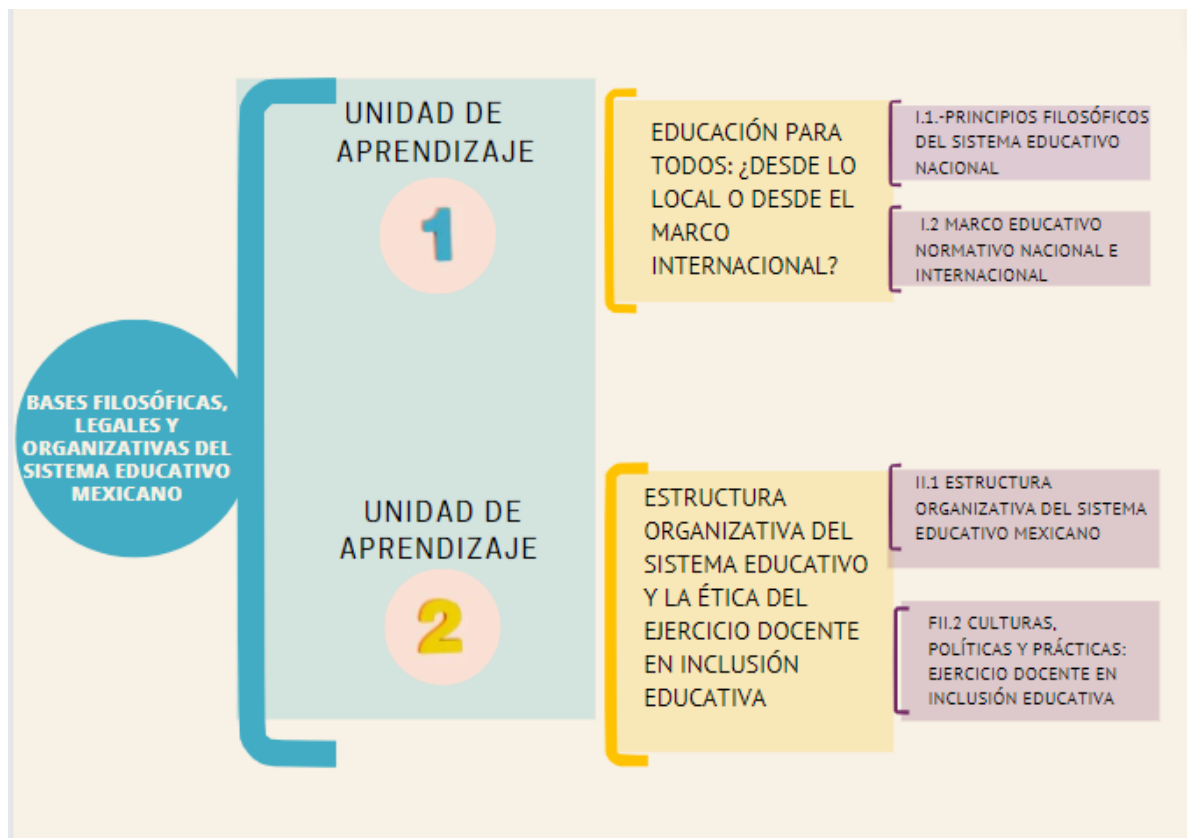 BASES FILOSÓFICAS,
LEGALES Y
ORGANIZATIVAS DEL
SISTEMA EDUCATIVO
MEXICANO
UNIDAD DE
APRENDIZAJE
1
EDUCACIÓN PARA
TODOS: ¿DESDE LO
LOCAL O DESDE EL
MARCO
INTERNACIONAL?
I.1.-PRINCIPIOS FILOSÓFICOS
DEL SISTEMA EDUCATIVO
NACIONAL
I.2 MARCO EDUCATIVO
NORMATIVO NACIONAL E
INTERNACIONAL
UNIDAD DE
APRENDIZAJE
2
ESTRUCTURA
ORGANIZATIVA DEL
SISTEMA EDUCATIVO
Y LA ÉTICA DEL
EJERCICIO DOCENTE
EN INCLUSIÓN
EDUCATIVA
II.1 ESTRUCTURA
ORGANIZATIVA DEL SISTEMA
EDUCATIVO MEXICANO
FII.2 CULTURAS,
POLÍTICAS Y PRÁCTICAS:
EJERCICIO DOCENTE EN
INCLUSIÓN EDUCATIVA